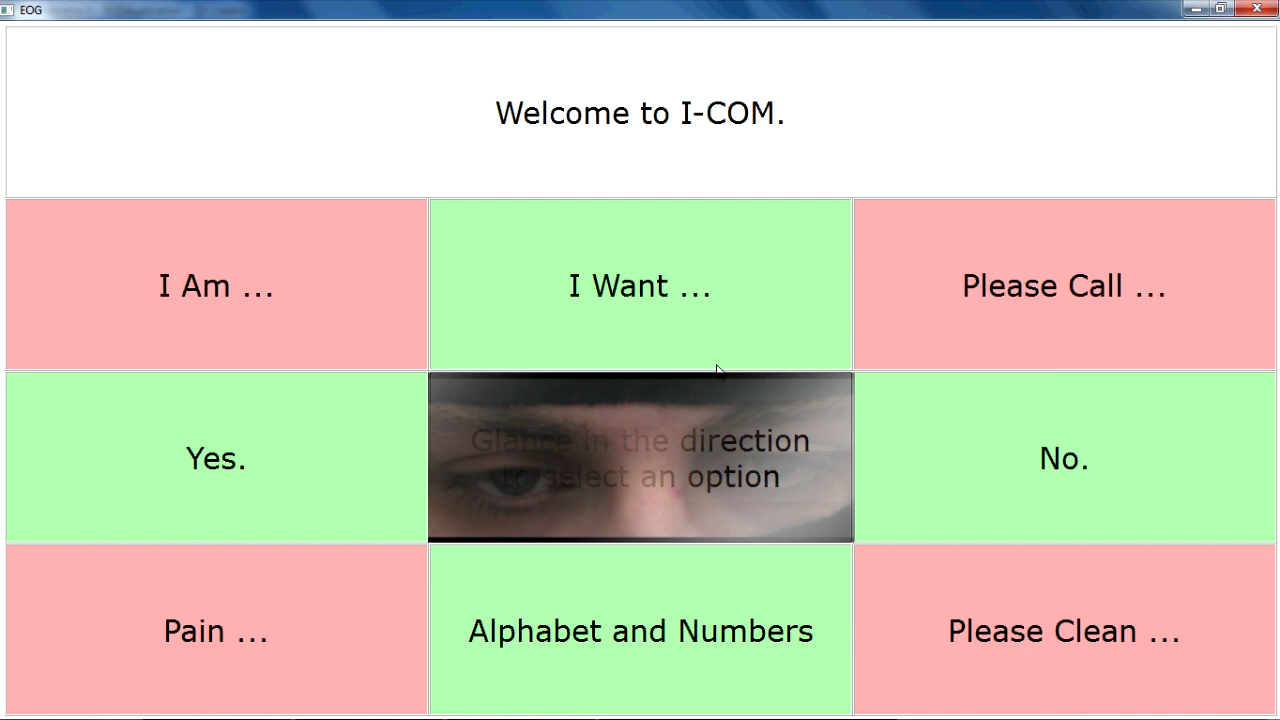 EOG
Welcome to I-COM.
I Am ...
I Want ...
Please Call ...
Yes.
Glance in the direction
to select an option
No.
Pain ...
Alphabet and Numbers
Please Clean ...